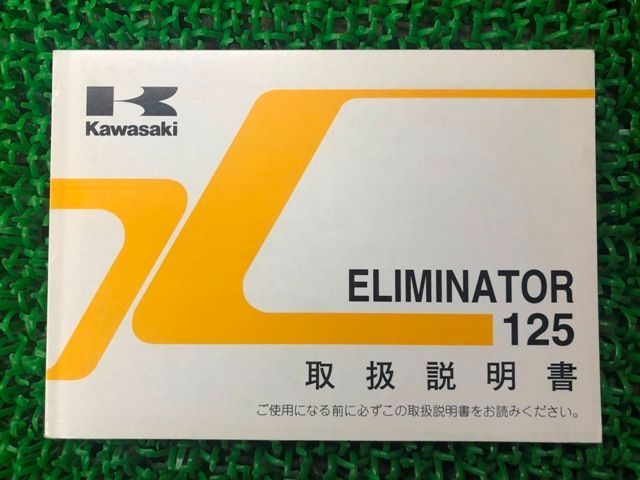 Kawasaki
ELIMINATOR
125
取扱説明書
ご使用になる前に必ずこの取扱説明書をお読みください。